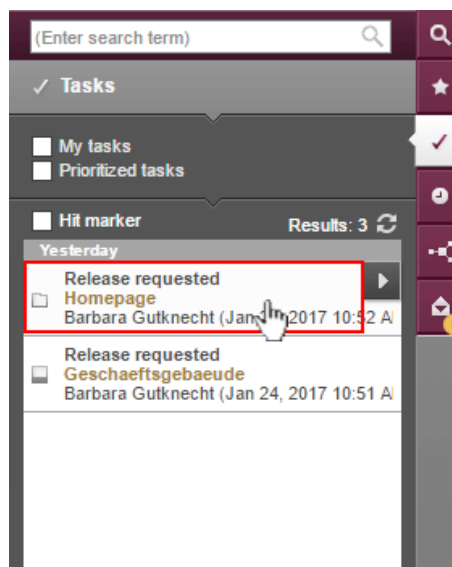 (Enter search term)
Tasks
My tasks
Prioritized tasks
Hit marker
Results: 3
Yesterday
Release requested
Homepage
Barbara Gutknecht (Jan 2017 10:52 A
Release requested
Geschaeftsgebaeude
Barbara Gutknecht (Jan 24, 2017 10:51 A